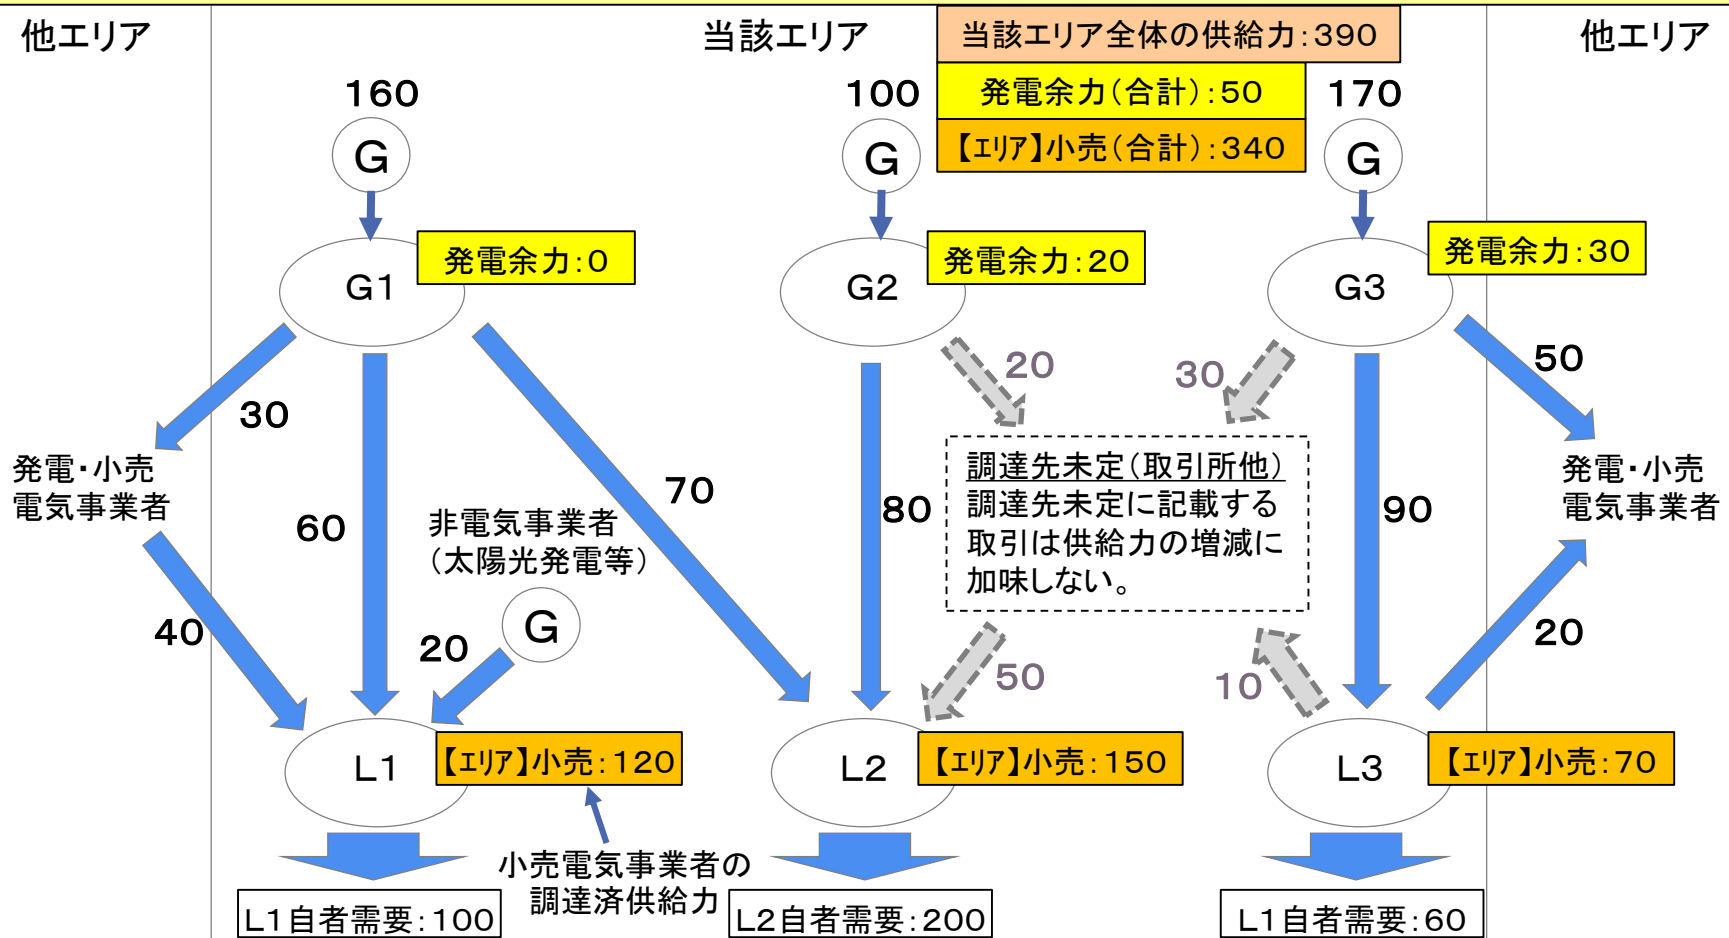 他エリア
当該エリア
当該エリア全体の供給力:390
他エリア
160
100
発電余力(合計):50
170
【エリア】小売(合計):340
G
G
G
G1
発電余力:0
G2
発電余力:20
G3
発電余力:30
30
60
70
80
20
30
90
50
発電・小売
電気事業者
調達先未定(取引所他)
調達先未定に記載する
取引は供給力の増減に
加味しない。
発電・小売
電気事業者
非電気事業者
(太陽光発電等)
G
40
20
50
10
20
L1
【エリア】小売:120
L2
【エリア】小売:150
L3
【エリア】小売:70
小売電気事業者の
調達済供給力
L1自者需要:100
L2自者需要:200
L1自者需要:60